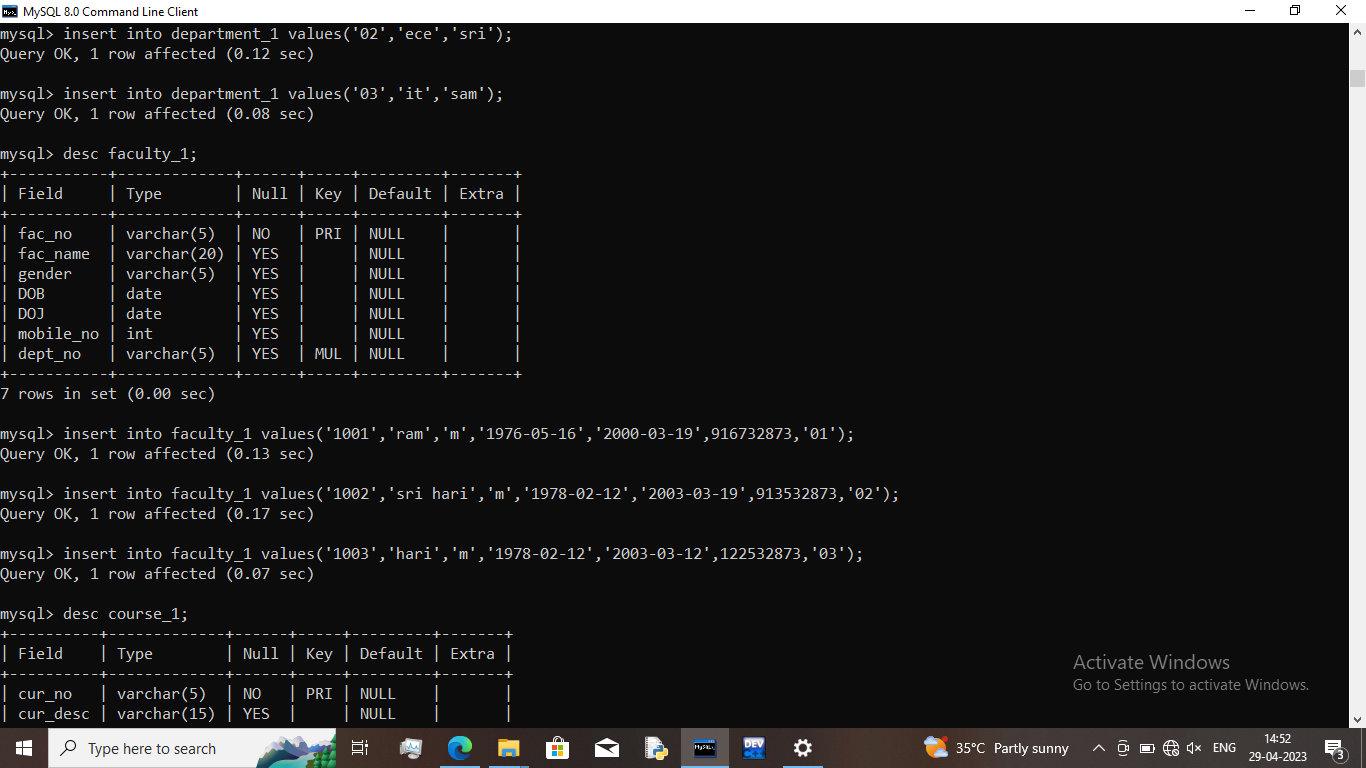 MySQL 8.0 Command Line Client
mysql> insert into department_1 values('02','ece','sri');
Query OK, 1 row affected (0.12 sec)
mysql> insert into department_1 values('03','it','sam');
Query OK, 1 row affected (0.08 sec)
mysql> desc faculty_1;
+-----------+-------------+------+-----+---------+-------+
| Field     | Type        | Null | Key | Default | Extra |
+-----------+-------------+------+-----+---------+-------+
| fac_no    | varchar(5)  | NO   | PRI | NULL    |       |
| fac_name  | varchar(20) | YES  |     | NULL    |       |
| gender    | varchar(5)  | YES  |     | NULL    |       |
| DOB       | date        | YES  |     | NULL    |       |
| DOJ       | date        | YES  |     | NULL    |       |
| mobile_no | int         | YES  |     | NULL    |       |
| dept_no   | varchar(5)  | YES  | MUL | NULL    |       |
+-----------+-------------+------+-----+---------+-------+
7 rows in set (0.00 sec)
mysql> insert into faculty_1 values('1001','ram','m','1976-05-16','2000-03-19',916732873,'01');
Query OK, 1 row affected (0.13 sec)
mysql> insert into faculty_1 values('1002','sri hari','m','1978-02-12','2003-03-19',913532873,'02');
Query OK, 1 row affected (0.17 sec)
mysql> insert into faculty_1 values('1003','hari','m','1978-02-12','2003-03-12',122532873,'03');
Query OK, 1 row affected (0.07 sec)
mysql> desc course_1;
+----------+-------------+------+-----+---------+-------+
| Field    | Type        | Null | Key | Default | Extra |
+----------+-------------+------+-----+---------+-------+
| cur_no   | varchar(5)  | NO   | PRI | NULL    |       |
| cur_desc | varchar(15) | YES  |     | NULL    |       |
Activate Windows
Go to Settings to activate Windows.
Type here to search
MySQL
DEV
35°C Partly sunny
ENG
14:52
29-04-2023
3